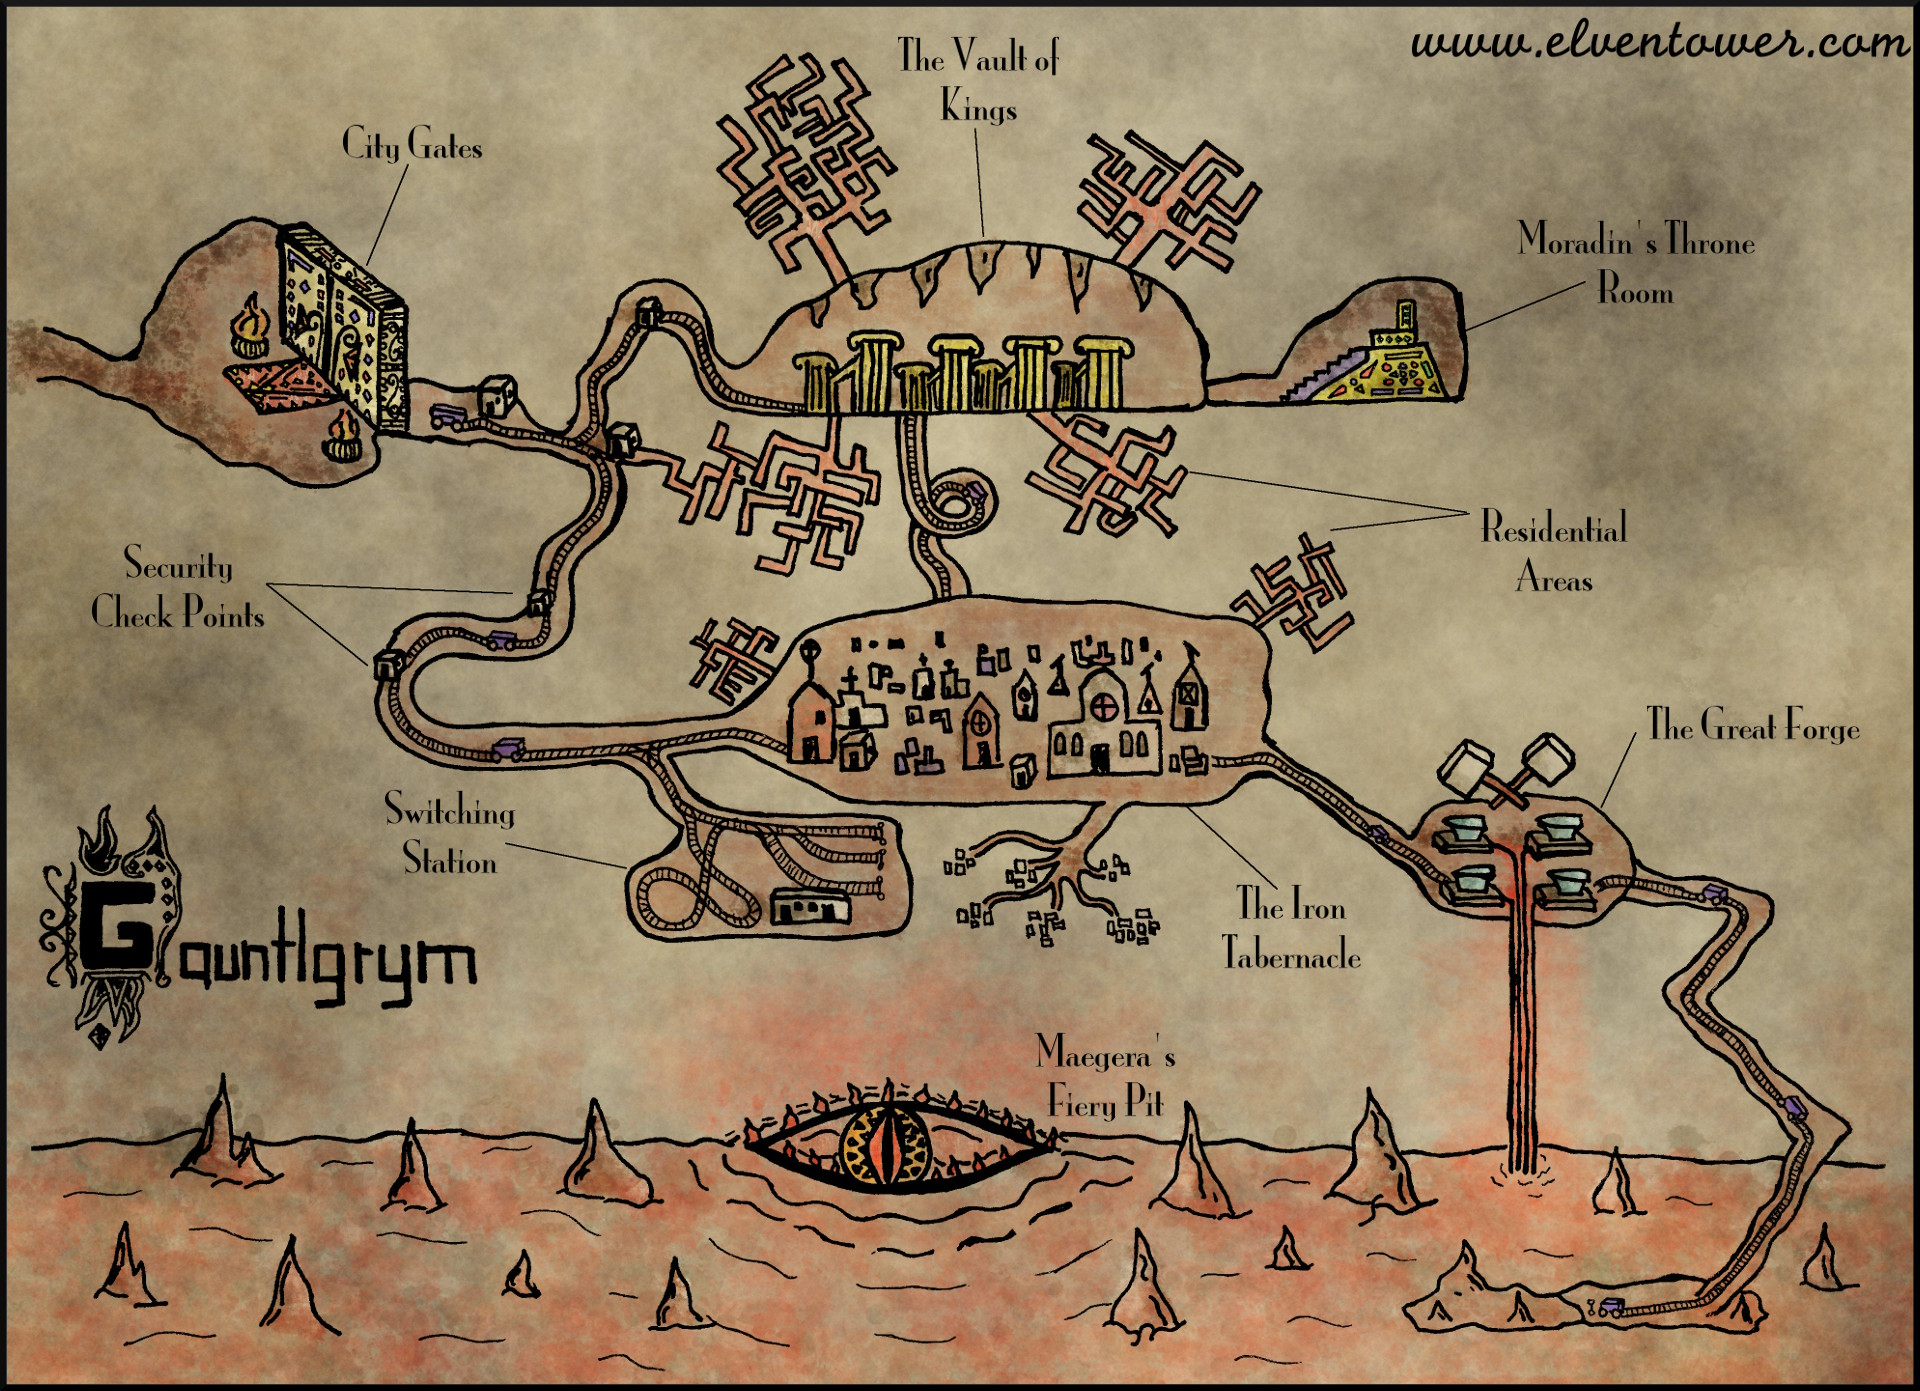 www.elventower.com
The Vault of
Kings
City Gates
Moradin's Throne
Room
Residential
Areas
Security
Check Points
The Great Forge
Switching
Station
The Iron
Tabernacle
Gauntlgrym
Maegera's
Fiery Pit